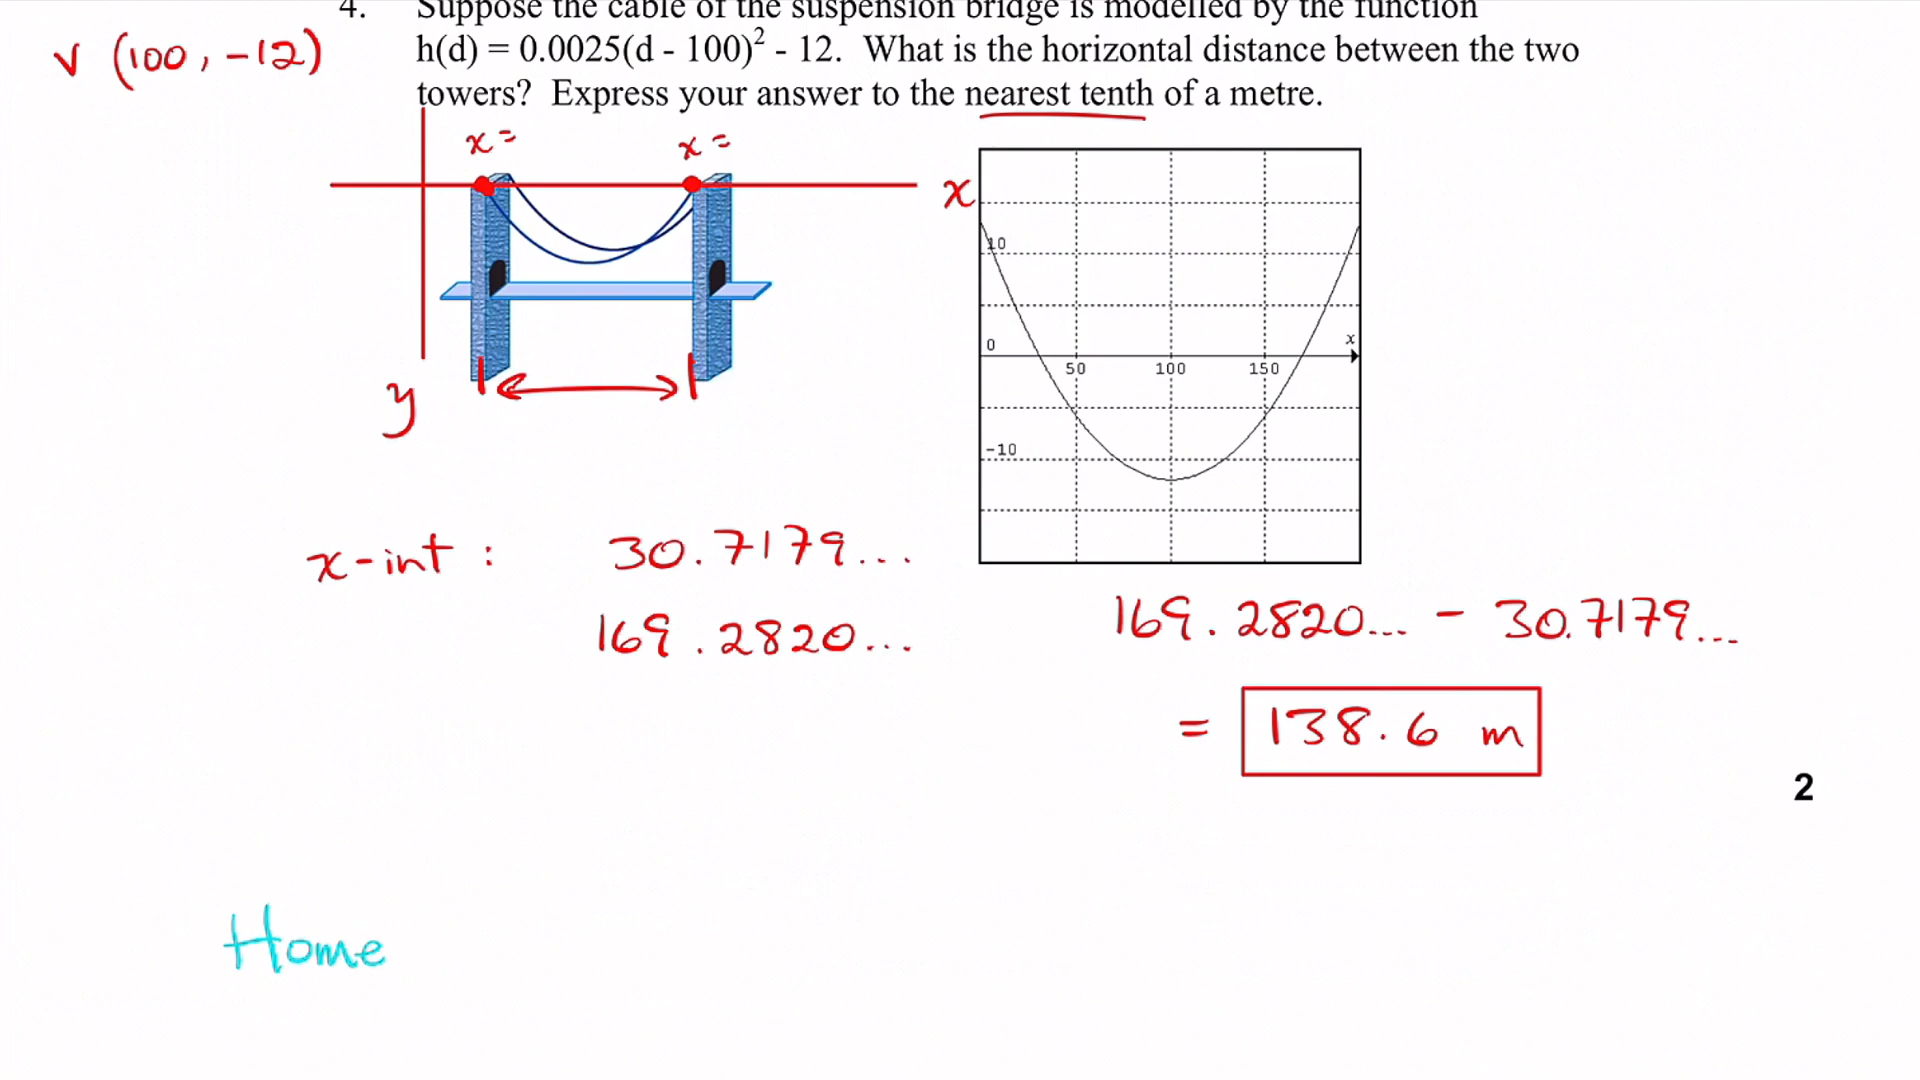 4. Suppose the cable of the suspension bridge is modelled by the function
h(d) = 0.0025(d - 100)² - 12. What is the horizontal distance between the two
towers? Express your answer to the nearest tenth of a metre.
V (100, -12)
x =
x =
x
y
10
0
x
50
100
150
-10
x-int : 30.7179...
169.2820...
169.2820... - 30.7179...
= 138.6 m
2
Home